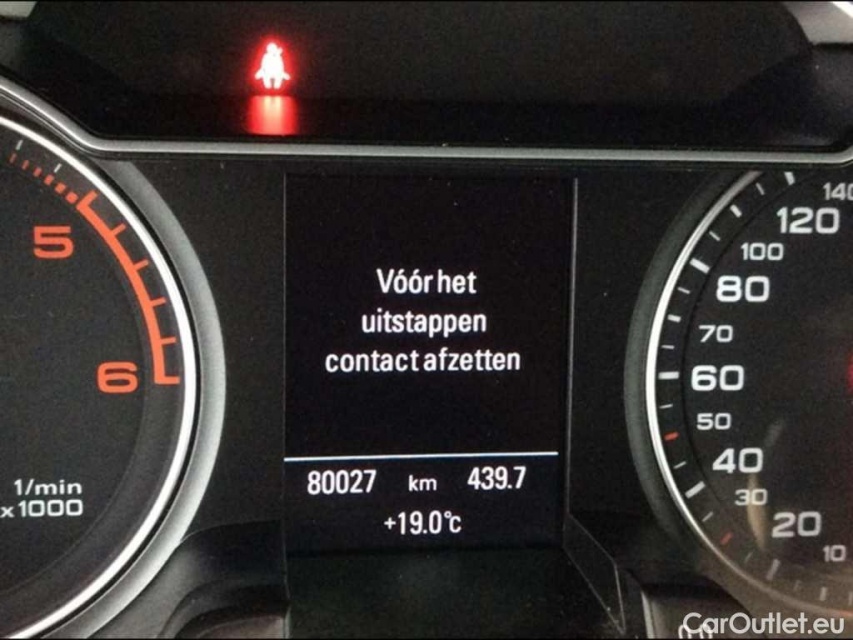 Vóór het
uitstappen
contact afzetten
80027 km 439.7
+19.0°c
5
6
1/min
x1000
140
120
100
80
70
60
50
40
30
20
10
CarOutlet.eu